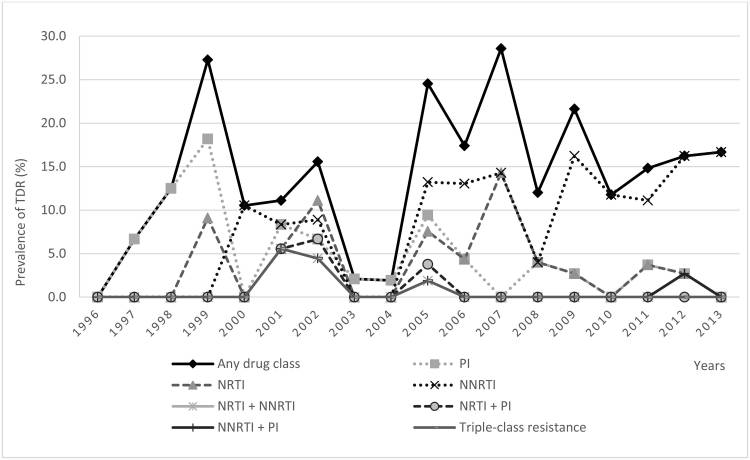 30.0
25.0
20.0
15.0
10.0
5.0
0.0
Prevalence of TDR (%)
1996 1997 1998 1999 2000 2001 2002 2003 2004 2005 2006 2007 2008 2009 2010 2011 2012 2013
Years
Any drug class PI
NRTI NNRTI
NRTI + NNRTI NRTI + PI
NNRTI + PI Triple-class resistance